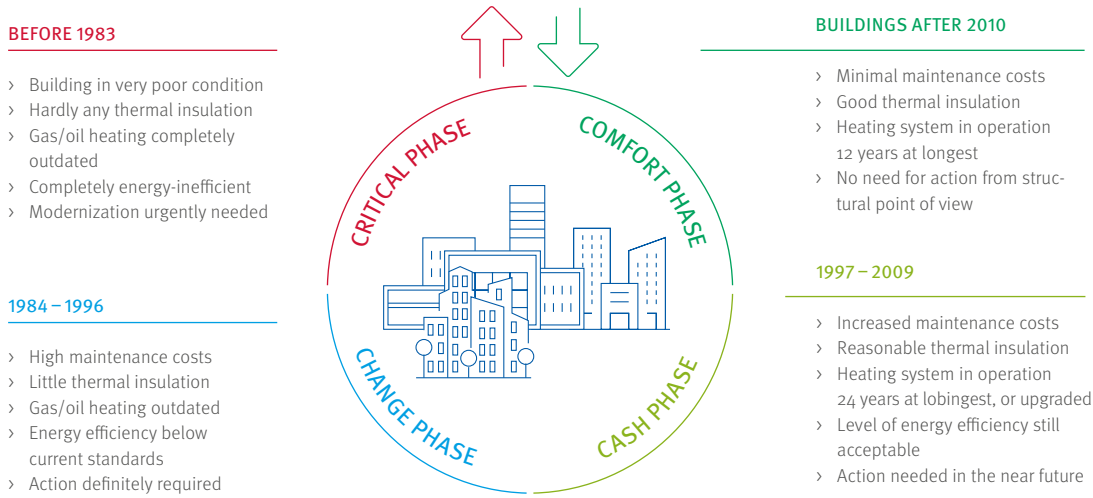 BEFORE 1983
› Building in very poor condition
› Hardly any thermal insulation
› Gas/oil heating completely
outdated
› Completely energy-inefficient
› Modernization urgently needed
1984 – 1996
› High maintenance costs
› Little thermal insulation
› Gas/oil heating outdated
› Energy efficiency below
current standards
› Action definitely required
CRITICAL PHASE
COMFORT PHASE
CHANGE PHASE
CASH PHASE
BUILDINGS AFTER 2010
› Minimal maintenance costs
› Good thermal insulation
› Heating system in operation
12 years at longest
› No need for action from struc-
tural point of view
1997 – 2009
› Increased maintenance costs
› Reasonable thermal insulation
› Heating system in operation
24 years at lobingest, or upgraded
› Level of energy efficiency still
acceptable
› Action needed in the near future